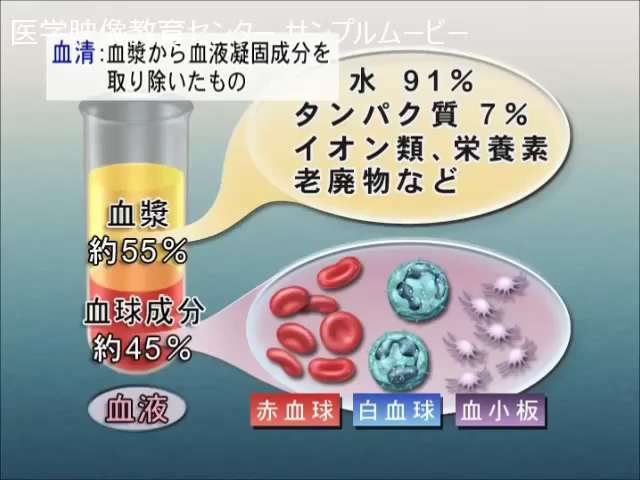 医学映像教育センター サンプルムービー
血清:血漿から血液凝固成分を
取り除いたもの
水 91%
タンパク質 7%
イオン類、栄養素
老廃物など
血漿
約55%
血球成分
約45%
血液
赤血球
白血球
血小板